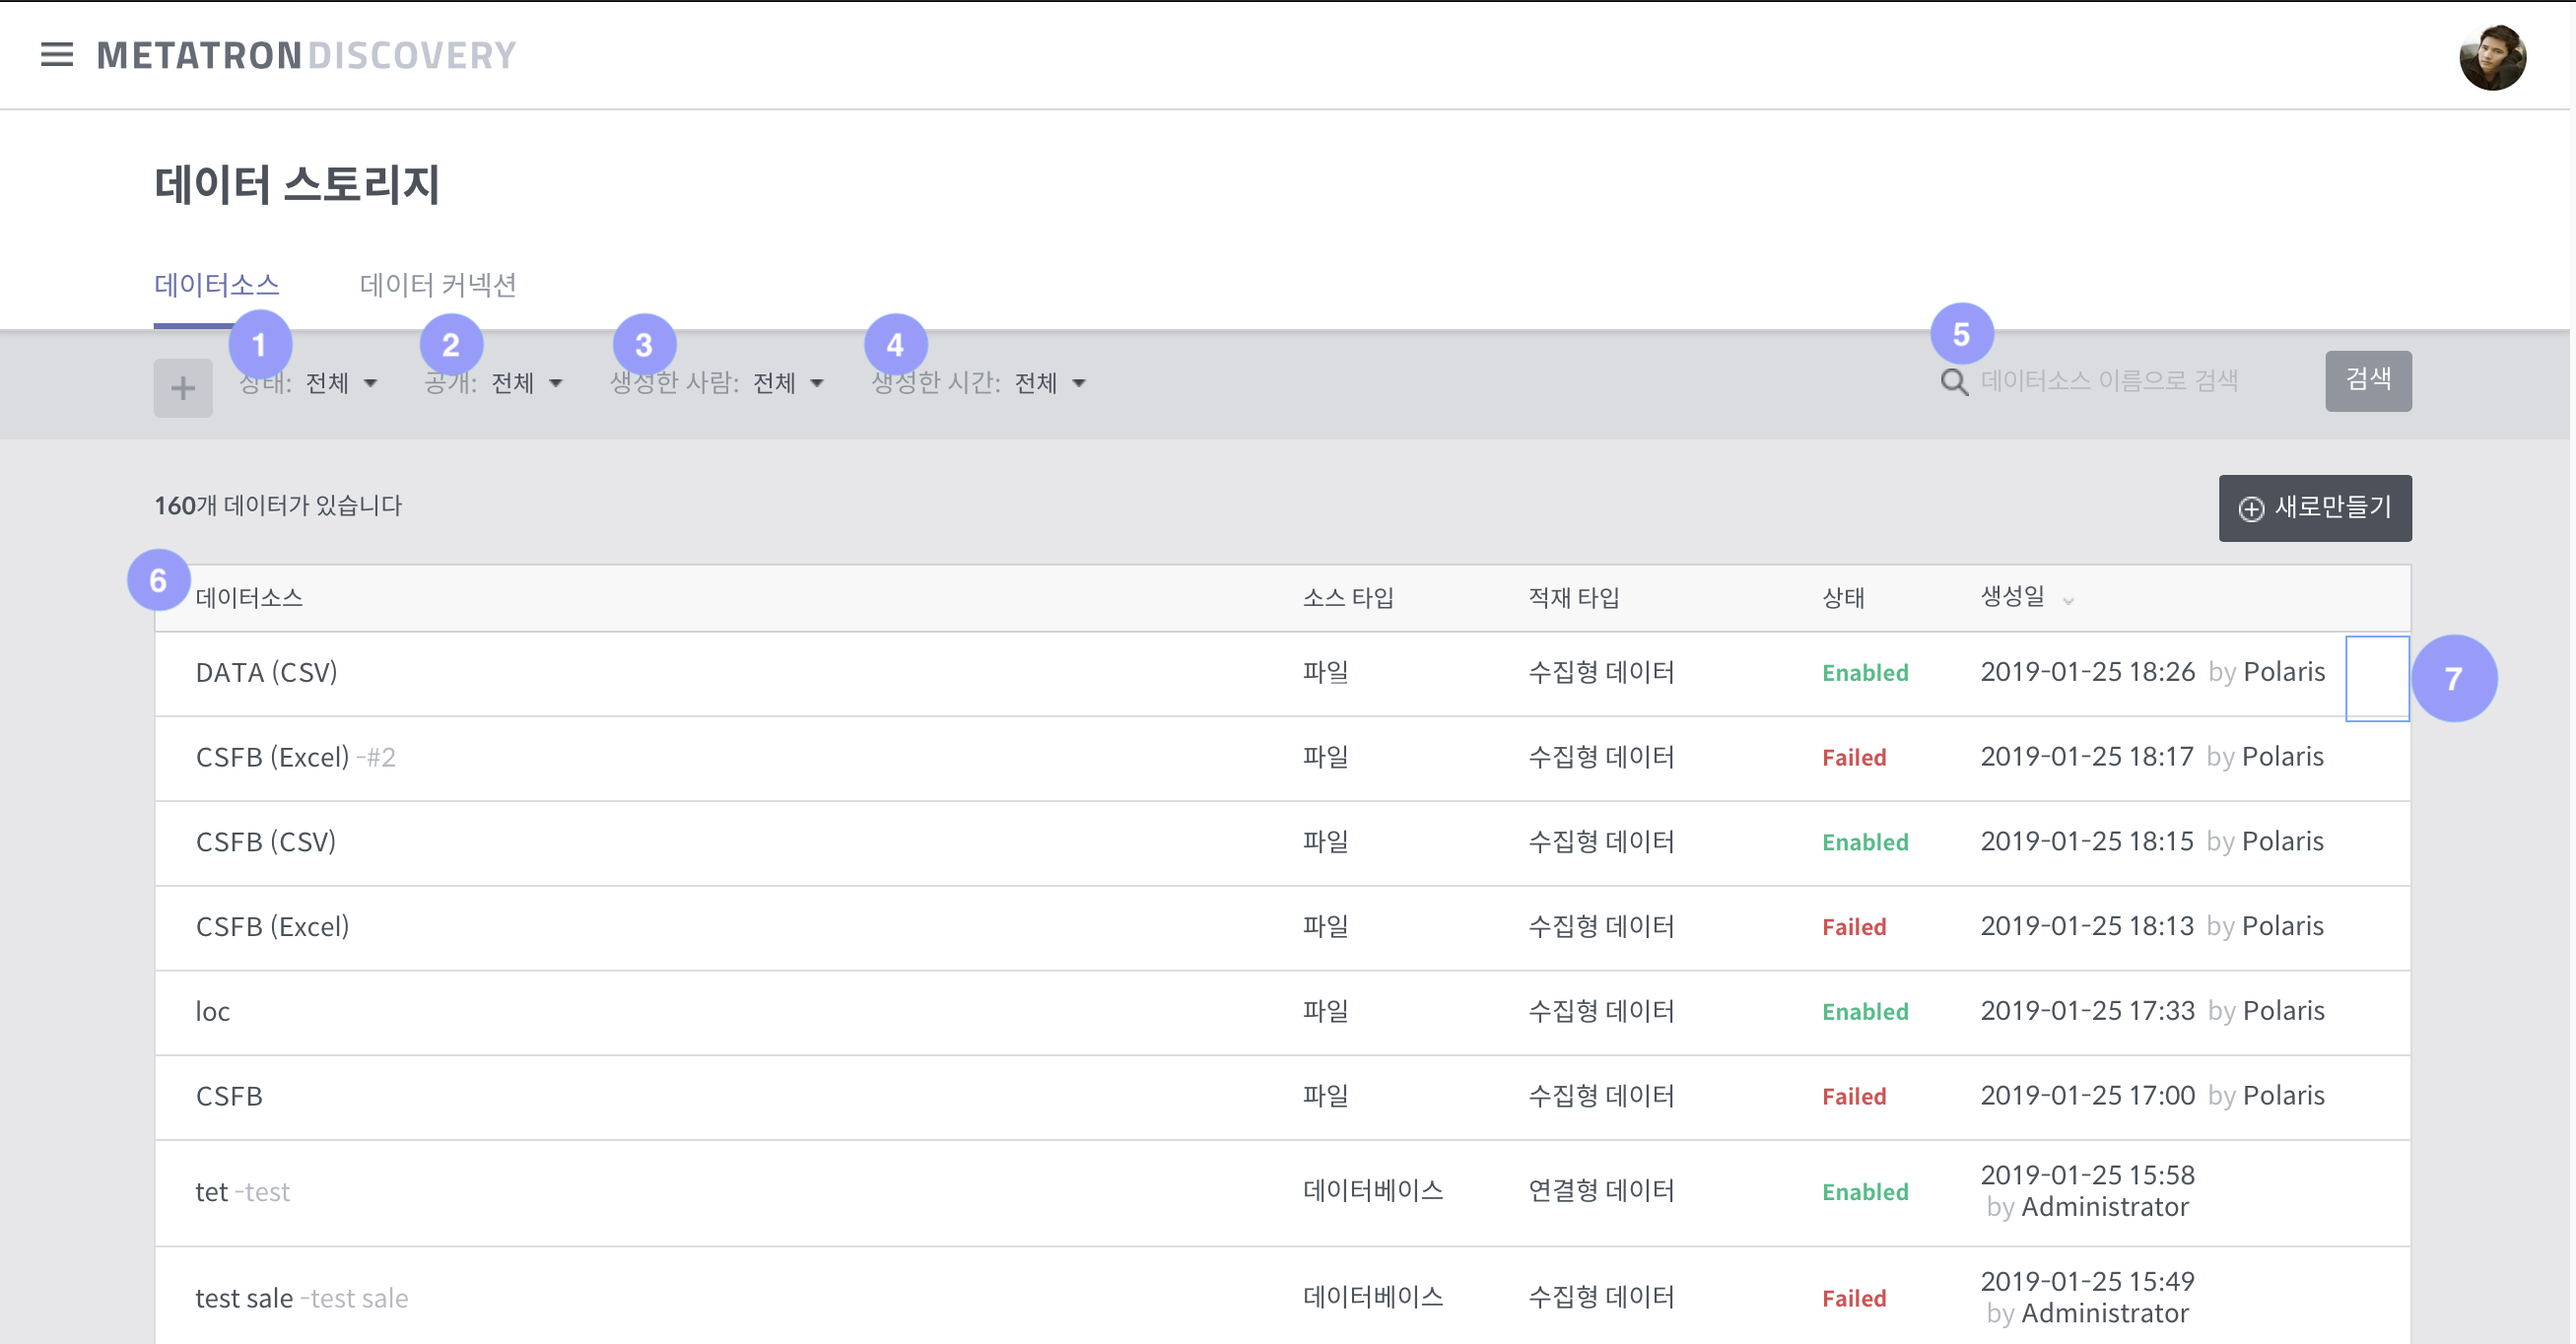 METATRON DISCOVERY
데이터 스토리지
데이터소스 데이터 커넥션
1 2 3 4 5
상태: 전체 공개: 전체 생성한 사람: 전체 생성한 시간: 전체 데이터소스 이름으로 검색 검색
160개 데이터가 있습니다 새로만들기
6
데이터소스 소스 타입 적재 타입 상태 생성일
DATA (CSV) 파일 수집형 데이터 Enabled 2019-01-25 18:26 by Polaris 7
CSFB (Excel) -#2 파일 수집형 데이터 Failed 2019-01-25 18:17 by Polaris
CSFB (CSV) 파일 수집형 데이터 Enabled 2019-01-25 18:15 by Polaris
CSFB (Excel) 파일 수집형 데이터 Failed 2019-01-25 18:13 by Polaris
loc 파일 수집형 데이터 Enabled 2019-01-25 17:33 by Polaris
CSFB 파일 수집형 데이터 Failed 2019-01-25 17:00 by Polaris
tet -test 데이터베이스 연결형 데이터 Enabled 2019-01-25 15:58
by Administrator
test sale -test sale 데이터베이스 수집형 데이터 Failed 2019-01-25 15:49
by Administrator